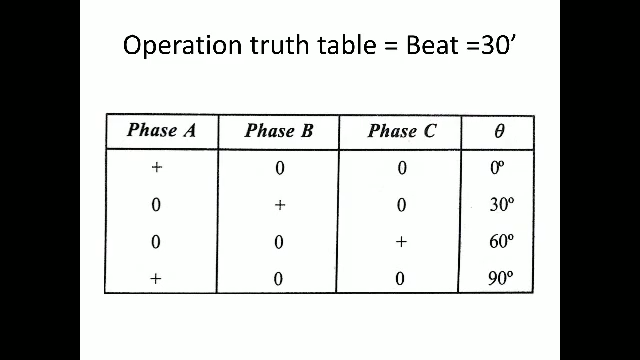 Operation truth table = Beat =30’
Phase A Phase B Phase C θ
+ 0 0 0º
0 + 0 30º
0 0 + 60º
+ 0 0 90º